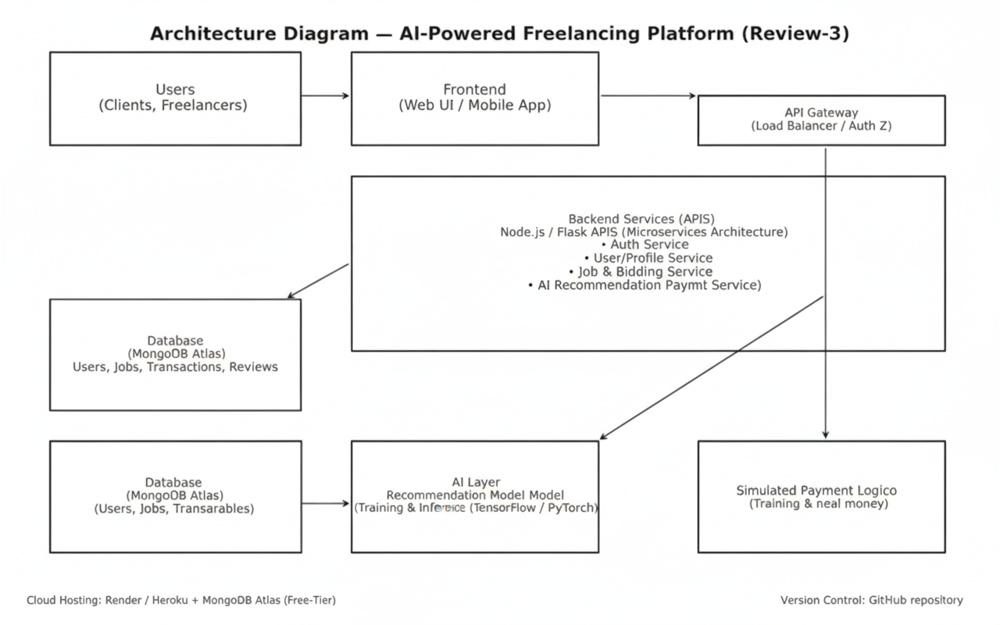 Architecture Diagram — AI-Powered Freelancing Platform (Review-3)
Users
(Clients, Freelancers)
Frontend
(Web UI / Mobile App)
API Gateway
(Load Balancer / Auth Z)
Backend Services (APIS)
Node.js / Flask APIS (Microservices Architecture)
• Auth Service
• User/Profile Service
• Job & Bidding Service
• AI Recommendation Paymt Service)
Database
(MongoOB Atlas)
Users, Jobs, Transactions, Reviews
Database
(MongoOB Atlas)
(Users, Jobs, Transarables)
AI Layer
Recommendation Model Model
(Training & Inference (TensorFlow / PyTorch)
Simulated Payment Logico
(Training & neal money)
Cloud Hosting: Render / Heroku + MongoDB Atlas (Free-Tier)
Version Control: GitHub repository